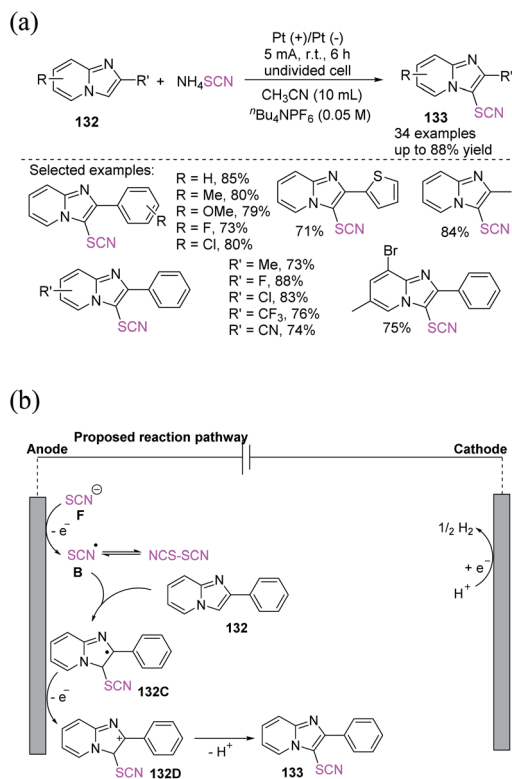 (a)
Pt (+)/Pt (-)
5 mA, r.t., 6 h
undivided cell
CH3CN (10 mL)
nBu4NPF6 (0.05 M)
R
N
N
R'
+
NH4SCN
R
N
N
R'
SCN
132
133
34 examples
up to 88% yield
Selected examples:
N
N
R
SCN
R = H, 85%
R = Me, 80%
R = OMe, 79%
R = F, 73%
R = Cl, 80%
N
N
S
SCN
71%
N
N
SCN
84%
R'
N
N
SCN
R' = Me, 73%
R' = F, 88%
R' = Cl, 83%
R' = CF3, 76%
R' = CN, 74%
Br
N
N
Me
SCN
75%
(b)
Proposed reaction pathway
Anode
Cathode
SCN⊖
F
- e-
SCN•
B
NCS-SCN
N
N
132
N
N
•
SCN
132C
- e-
N
N
+
SCN
132D
- H+
N
N
SCN
133
1/2 H2
+ e-
H+